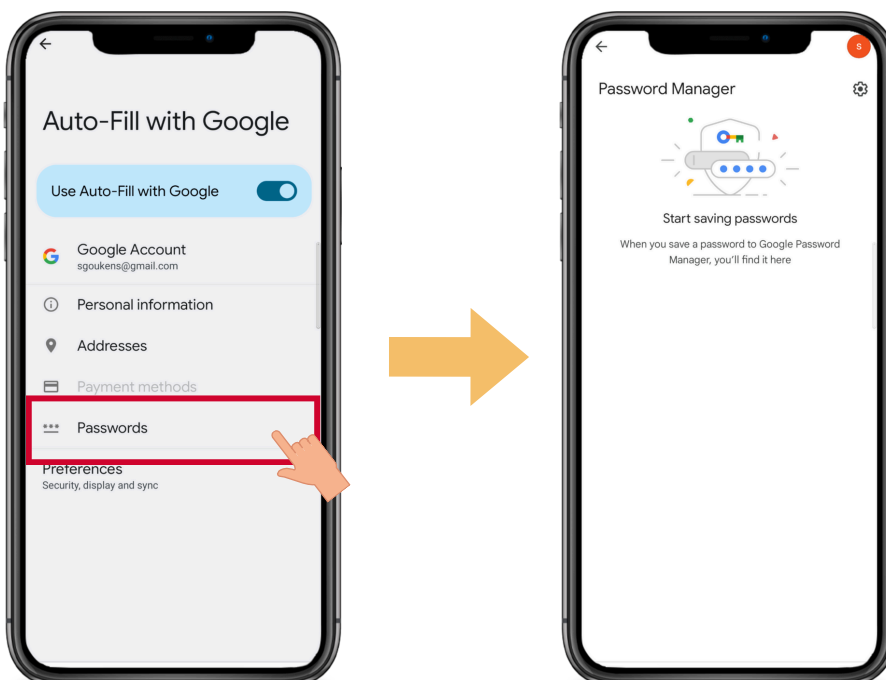 Auto-Fill with Google
Use Auto-Fill with Google
Google Account
sgoukens@gmail.com
Personal information
Addresses
Payment methods
Passwords
Preferences
Security, display and sync
S
Password Manager
Start saving passwords
When you save a password to Google Password
Manager, you'll find it here